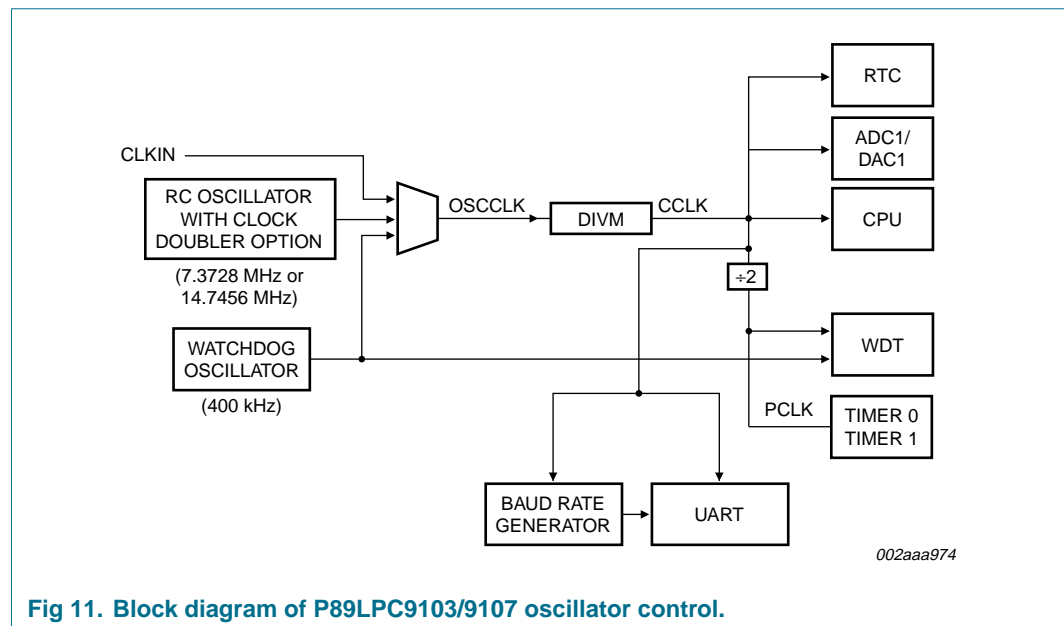 RTC
ADC1/
DAC1
CLKIN
RC OSCILLATOR
WITH CLOCK
DOUBLER OPTION
OSCCLK
DIVM
CCLK
CPU
(7.3728 MHz or
14.7456 MHz)
÷2
WATCHDOG
OSCILLATOR
WDT
(400 kHz)
PCLK
TIMER 0
TIMER 1
BAUD RATE
GENERATOR
UART
002aaa974
Fig 11. Block diagram of P89LPC9103/9107 oscillator control.